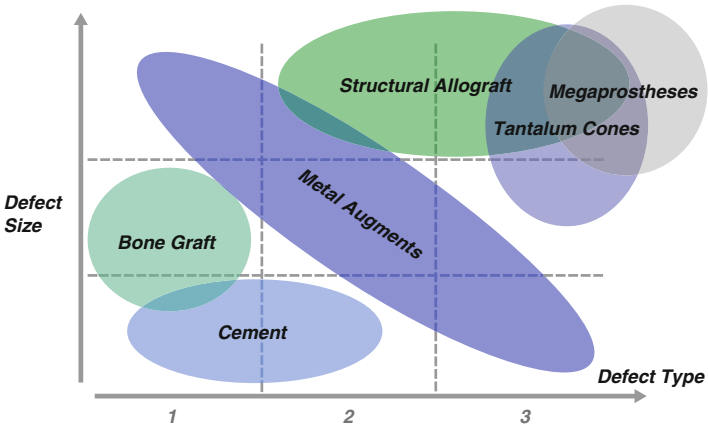 Structural Allograft
Megaprostheses
Tantalum Cones
Metal Augments
Defect
Size
Bone Graft
Cement
Defect Type
1
2
3